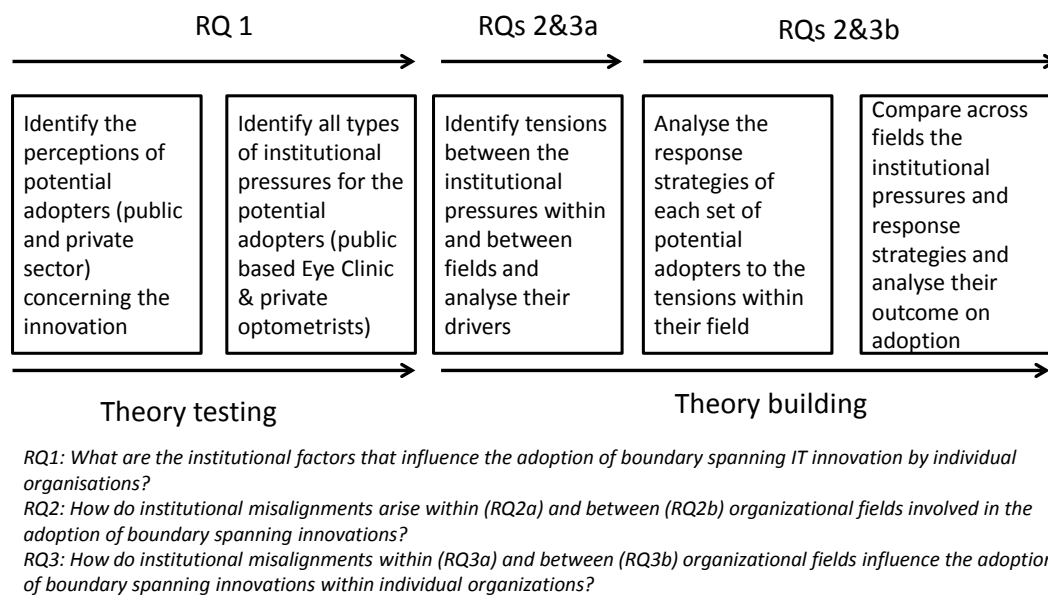 RQ 1
RQs 2&3a
RQs 2&3b
Identify the
perceptions of
potential
adopters (public
and private
sector)
concerning the
innovation
Identify all types
of institutional
pressures for the
potential
adopters (public
based Eye Clinic
& private
optometrists)
Identify tensions
between the
institutional
pressures within
and between
fields and
analyse their
drivers
Analyse the
response
strategies of
each set of
potential
adopters to the
tensions within
their field
Compare across
fields the
institutional
pressures and
response
strategies and
analyse their
outcome on
adoption
Theory testing
Theory building
RQ1: What are the institutional factors that influence the adoption of boundary spanning IT innovation by individual
organisations?
RQ2: How do institutional misalignments arise within (RQ2a) and between (RQ2b) organizational fields involved in the
adoption of boundary spanning innovations?
RQ3: How do institutional misalignments within (RQ3a) and between (RQ3b) organizational fields influence the adoption
of boundary spanning innovations within individual organizations?